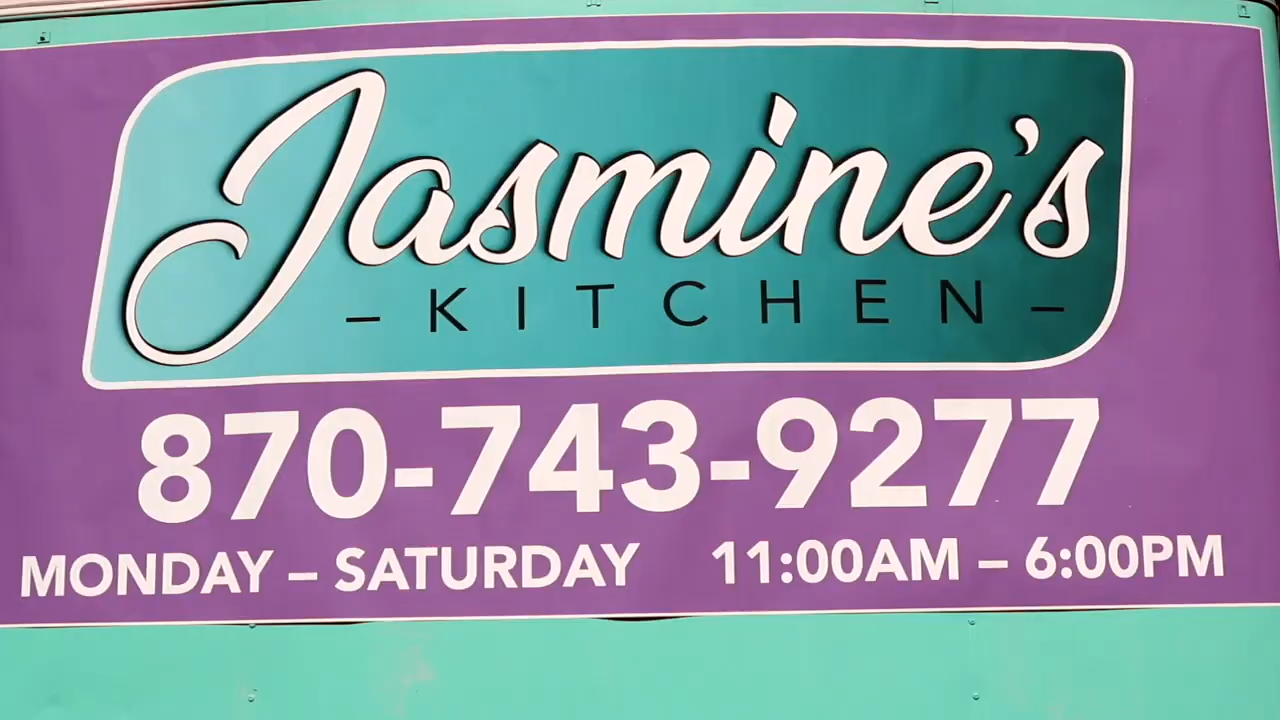 Jasmine's
– KITCHEN –
870-743-9277
MONDAY – SATURDAY 11:00AM – 6:00PM